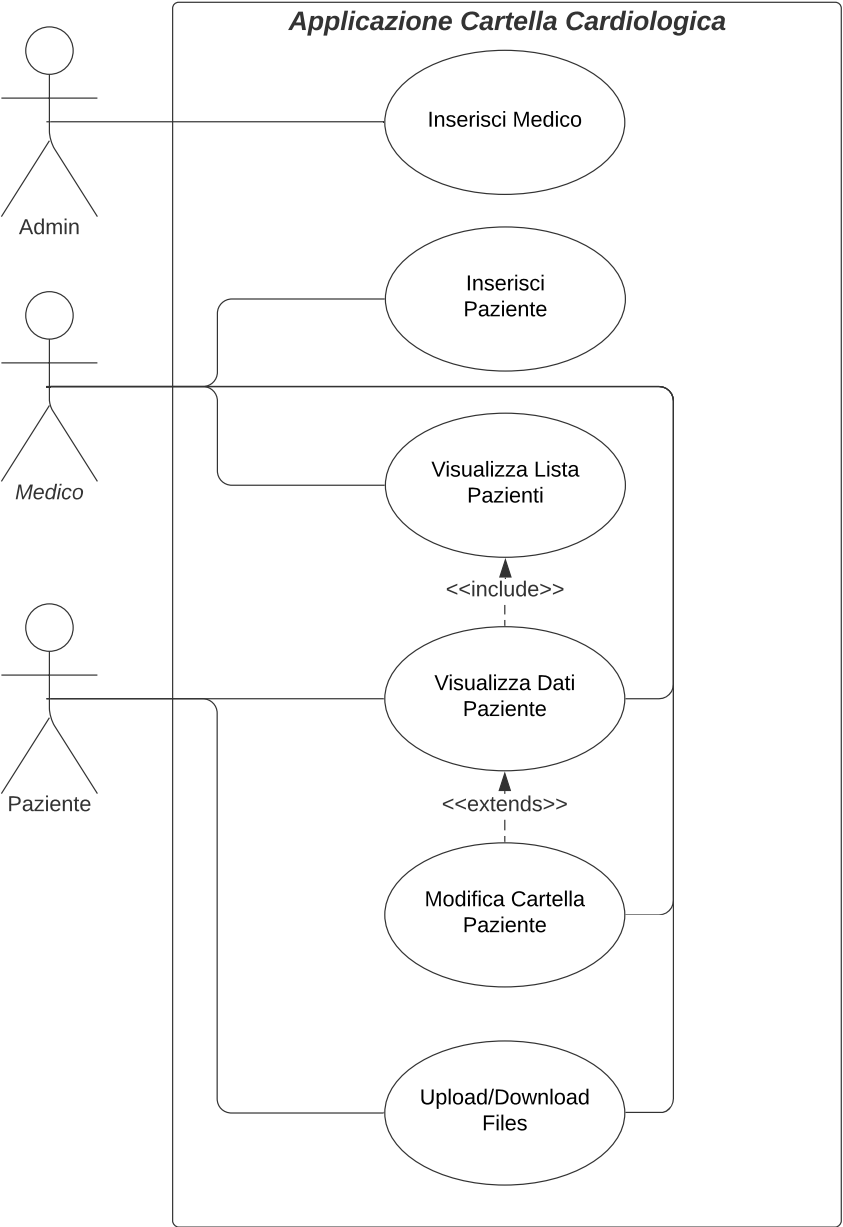 Applicazione Cartella Cardiologica
Inserisci Medico
Admin
Inserisci
Paziente
Visualizza Lista
Pazienti
Medico
<<include>>
Visualizza Dati
Paziente
Paziente
<<extends>>
Modifica Cartella
Paziente
Upload/Download
Files